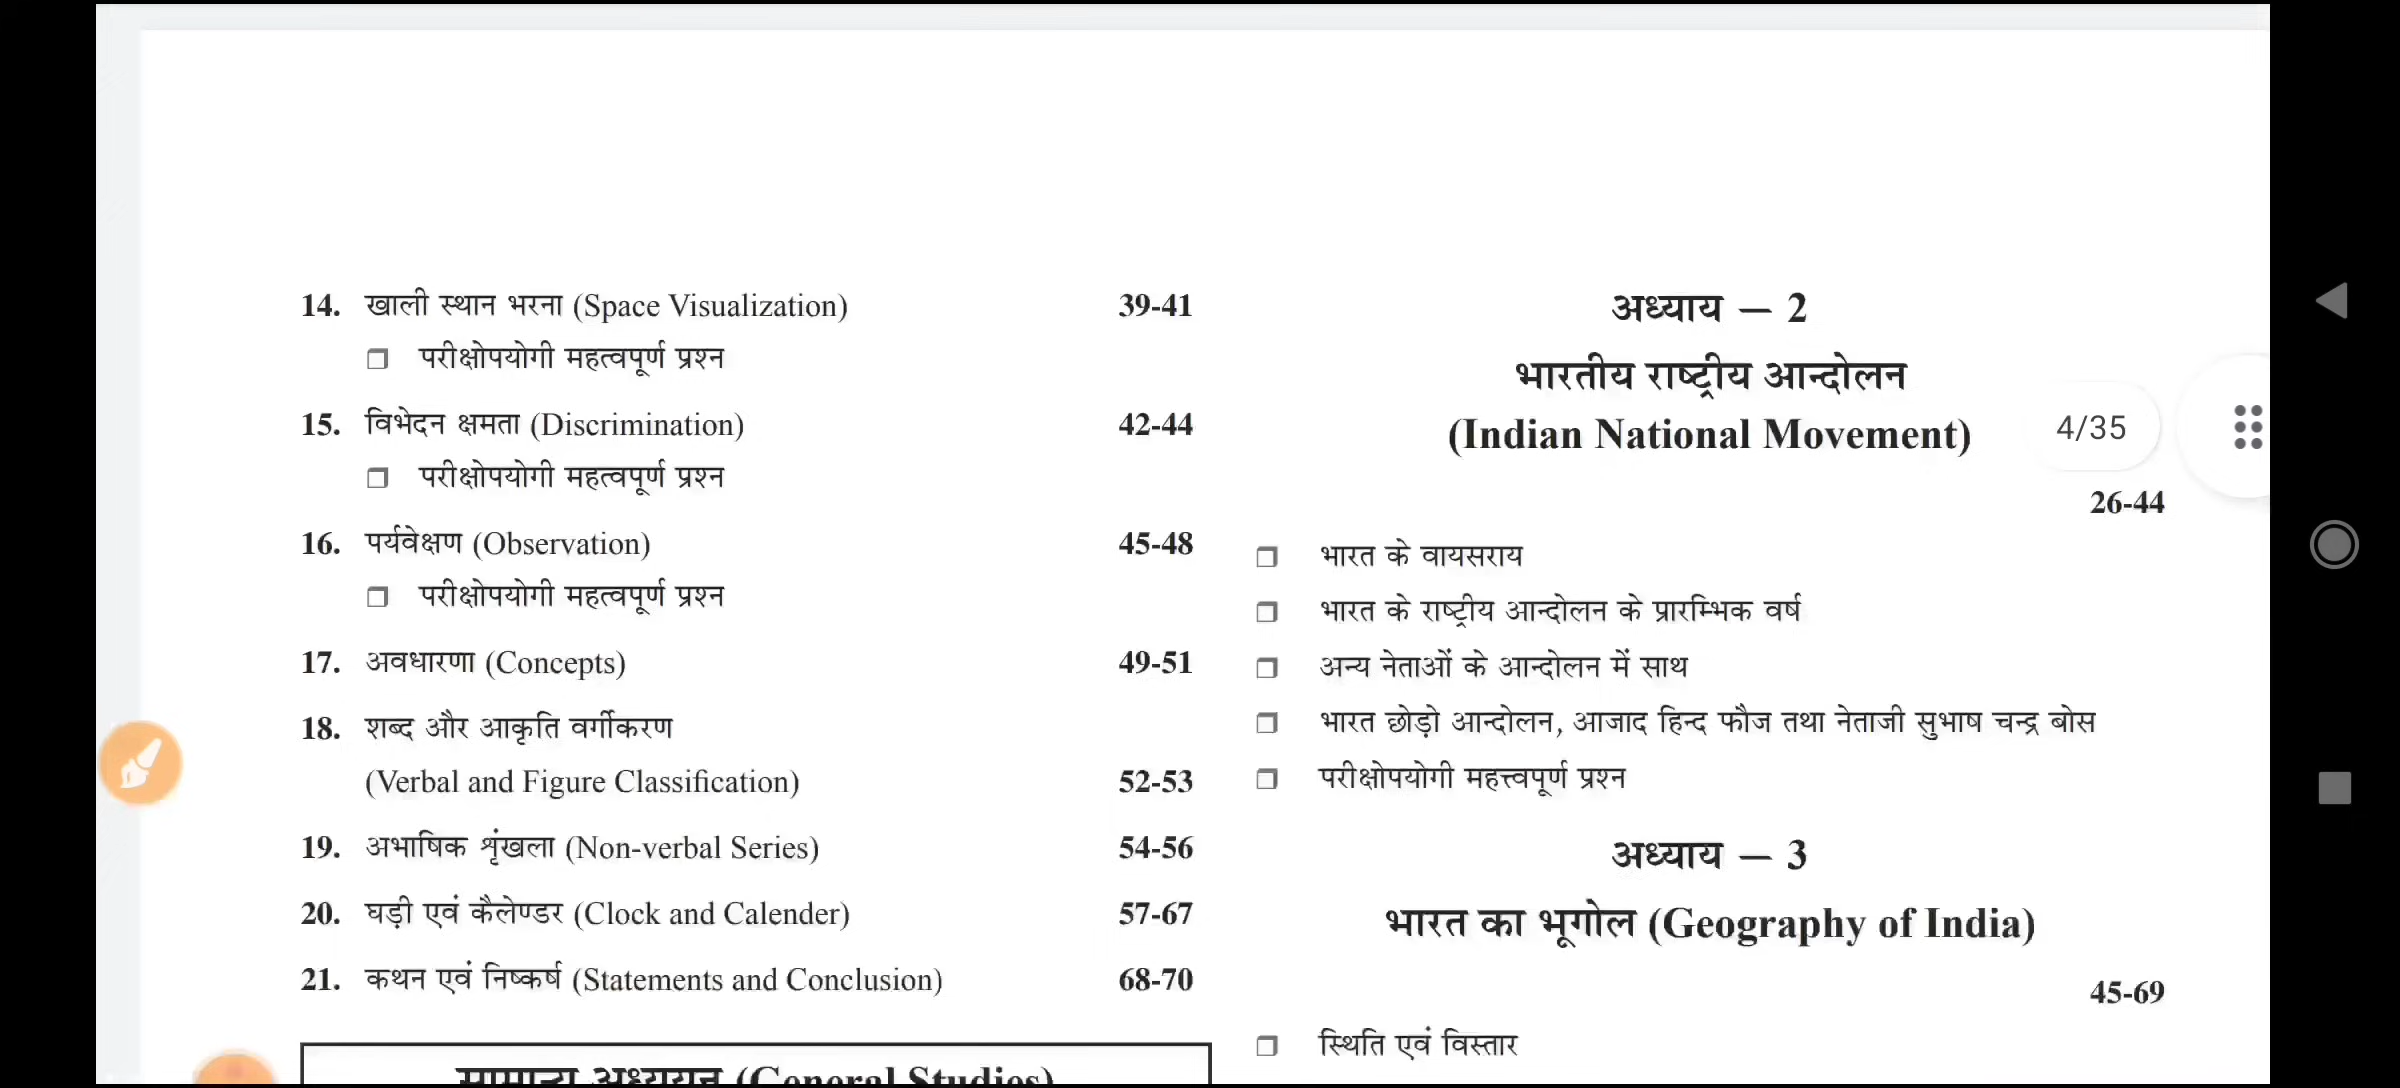 14. खाली स्थान भरना (Space Visualization) 39-41
❐ परीक्षोपयोगी महत्वपूर्ण प्रश्न
15. विभेदन क्षमता (Discrimination) 42-44
❐ परीक्षोपयोगी महत्वपूर्ण प्रश्न
16. पर्यवेक्षण (Observation) 45-48
❐ परीक्षोपयोगी महत्वपूर्ण प्रश्न
17. अवधारणा (Concepts) 49-51
18. शब्द और आकृति वर्गीकरण
(Verbal and Figure Classification) 52-53
19. अभाषिक शृंखला (Non-verbal Series) 54-56
20. घड़ी एवं कैलेण्डर (Clock and Calender) 57-67
21. कथन एवं निष्कर्ष (Statements and Conclusion) 68-70
सामान्य अध्ययन (General Studies)
अध्याय — 2
भारतीय राष्ट्रीय आन्दोलन
(Indian National Movement)
4/35
26-44
❐ भारत के वायसराय
❐ भारत के राष्ट्रीय आन्दोलन के प्रारम्भिक वर्ष
❐ अन्य नेताओं के आन्दोलन में साथ
❐ भारत छोड़ो आन्दोलन, आजाद हिन्द फौज तथा नेताजी सुभाष चन्द्र बोस
❐ परीक्षोपयोगी महत्त्वपूर्ण प्रश्न
अध्याय — 3
भारत का भूगोल (Geography of India)
45-69
❐ स्थिति एवं विस्तार